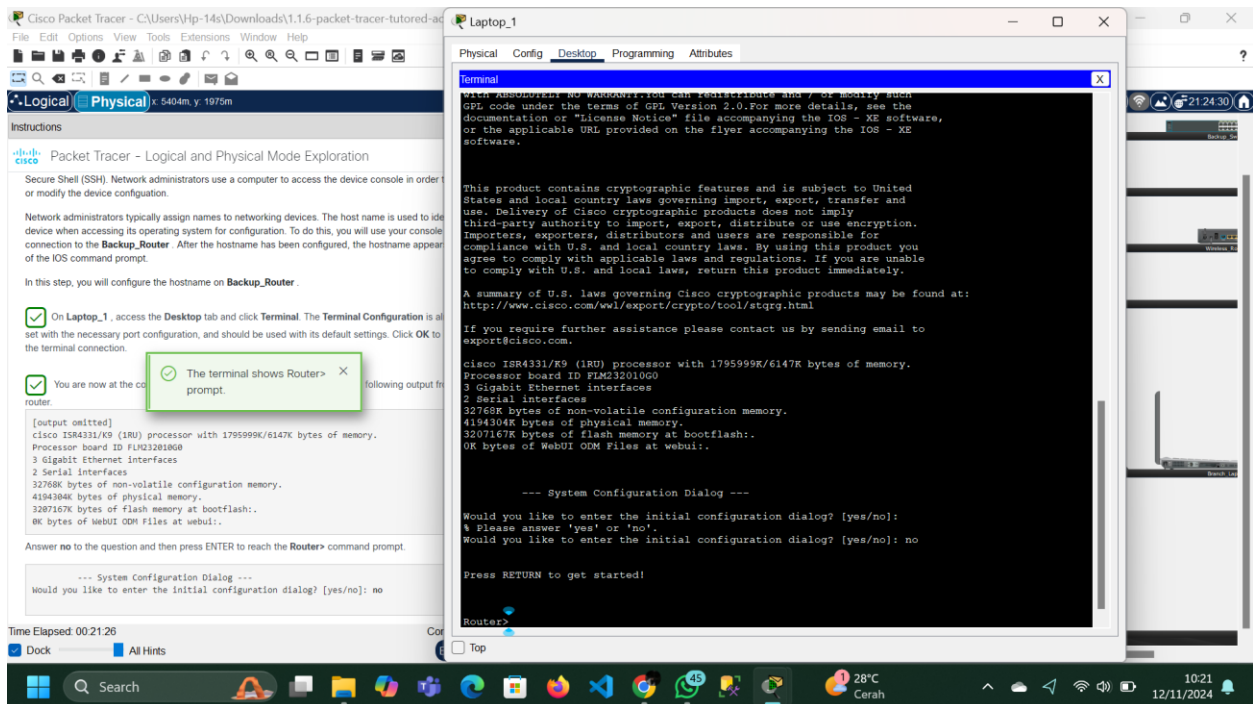 Cisco Packet Tracer - C:\Users\Hp-14s\Downloads\1.1.6-packet-tracer-tutored-ac
File Edit Options View Tools Extensions Window Help
?
Logical Physical x: 5404m, y: 1975m
21:24:30
Instructions
cisco Packet Tracer - Logical and Physical Mode Exploration
Secure Shell (SSH). Network administrators use a computer to access the device console in order t
or modify the device configuation.
Network administrators typically assign names to networking devices. The host name is used to ide
device when accessing its operating system for configuration. To do this, you will use your console
connection to the Backup_Router . After the hostname has been configured, the hostname appear
of the IOS command prompt.
In this step, you will configure the hostname on Backup_Router .
On Laptop_1 , access the Desktop tab and click Terminal. The Terminal Configuration is al
set with the necessary port configuration, and should be used with its default settings. Click OK to
the terminal connection.
You are now at the co
following output fr
router.
The terminal shows Router> prompt. X
[output omitted]
cisco ISR4331/K9 (1RU) processor with 1795999K/6147K bytes of memory.
Processor board ID FLM232010G0
3 Gigabit Ethernet interfaces
2 Serial interfaces
32768K bytes of non-volatile configuration memory.
4194304K bytes of physical memory.
3207167K bytes of flash memory at bootflash:.
0K bytes of WebUI ODM Files at webui:.
Answer no to the question and then press ENTER to reach the Router> command prompt.
--- System Configuration Dialog ---
Would you like to enter the initial configuration dialog? [yes/no]: no
Time Elapsed: 00:21:26
Cor
Dock All Hints
Laptop_1
Physical Config Desktop Programming Attributes
Terminal X
with ABSOLUTELY NO WARRANTY.You can redistribute and / or modify such
GPL code under the terms of GPL Version 2.0.For more details, see the
documentation or "License Notice" file accompanying the IOS - XE software,
or the applicable URL provided on the flyer accompanying the IOS - XE
software.
This product contains cryptographic features and is subject to United
States and local country laws governing import, export, transfer and
use. Delivery of Cisco cryptographic products does not imply
third-party authority to import, export, distribute or use encryption.
Importers, exporters, distributors and users are responsible for
compliance with U.S. and local country laws. By using this product you
agree to comply with applicable laws and regulations. If you are unable
to comply with U.S. and local laws, return this product immediately.
A summary of U.S. laws governing Cisco cryptographic products may be found at:
http://www.cisco.com/wwl/export/crypto/tool/stqrg.html
If you require further assistance please contact us by sending email to
export@cisco.com.
cisco ISR4331/K9 (1RU) processor with 1795999K/6147K bytes of memory.
Processor board ID FLM232010G0
3 Gigabit Ethernet interfaces
2 Serial interfaces
32768K bytes of non-volatile configuration memory.
4194304K bytes of physical memory.
3207167K bytes of flash memory at bootflash:.
0K bytes of WebUI ODM Files at webui:.
--- System Configuration Dialog ---
Would you like to enter the initial configuration dialog? [yes/no]:
% Please answer 'yes' or 'no'.
Would you like to enter the initial configuration dialog? [yes/no]: no
Press RETURN to get started!
Router>
Top
Search
45
1
28°C
Cerah
10:21
12/11/2024